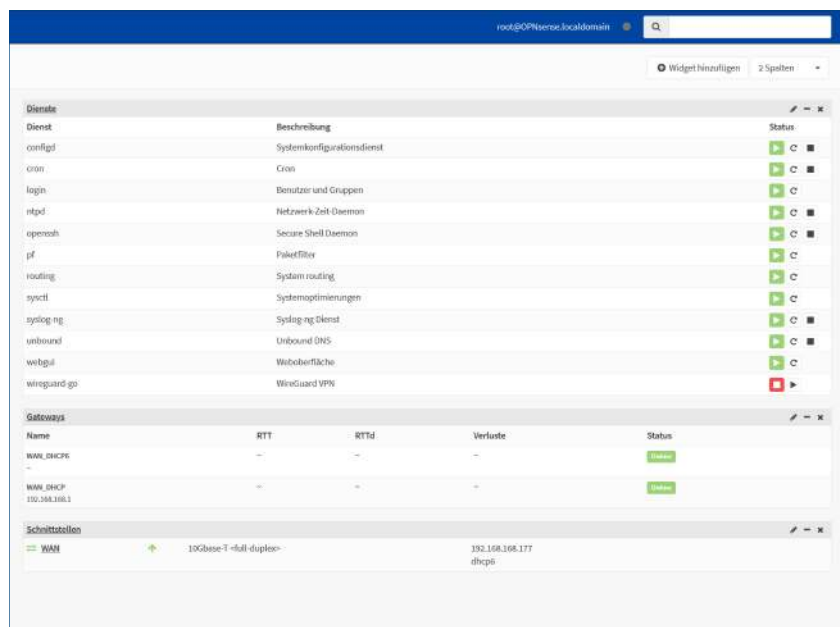 root@OPNsense.localdomain
Widget hinzufügen 2 Spalten
Dienste
Dienst Beschreibung Status
configd Systemkonfigurationsdienst
cron Cron
login Benutzer und Gruppen
ntpd Netzwerk-Zeit-Daemon
openssh Secure Shell Daemon
pf Paketfilter
routing System routing
sysctl Systemoptimierungen
syslog-ng Syslog-ng Dienst
unbound Unbound DNS
webgui Weboberfläche
wireguard-go WireGuard VPN
Gateways
Name RTT RTTd Verluste Status
WAN_DHCP6 ~ ~ ~ Online
~
WAN_DHCP ~ ~ ~ Online
192.168.168.1
Schnittstellen
WAN 10Gbase-T <full-duplex> 192.168.168.177
dhcp6